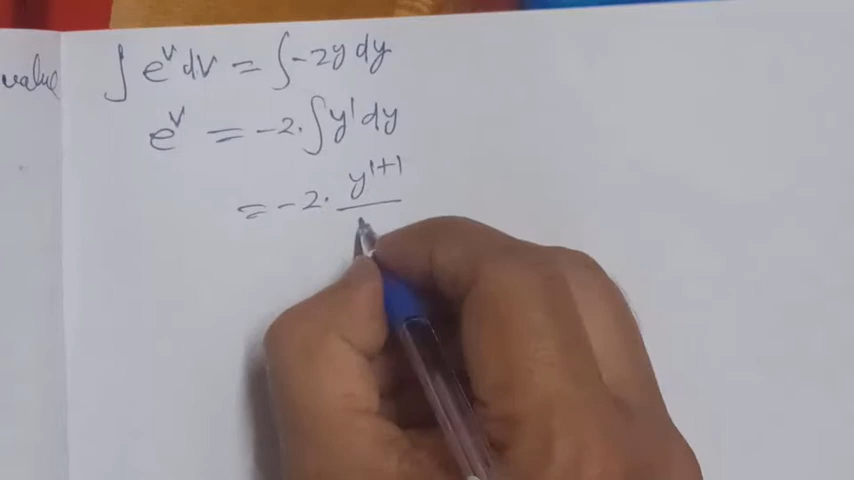 value
∫ e^v dv = ∫ -2y dy
e^v = -2. ∫ y^1 dy
= -2. y^{1+1}/